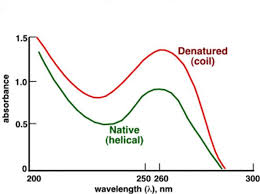 1.5
Denatured
(coil)
1.0
absorbance
0.5
Native
(helical)
0
200
250 260
300
wavelength (λ), nm